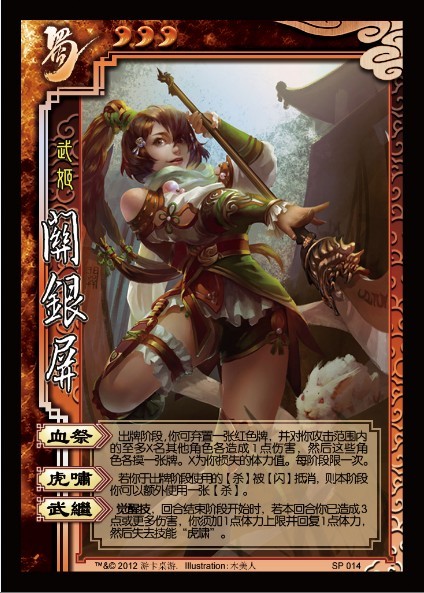 蜀
武姬
關銀屏
血祭
出牌阶段,你可弃置一张红色牌，并对你攻击范围内
的至多X名其他角色各造成1点伤害，然后这些角
色各摸一张牌。X为你损失的体力值。每阶段限一次。
虎嘯
若你于出牌阶段使用的【杀】被【闪】抵消，则本阶段
你可以额外使用一张【杀】。
武繼
觉醒技，回合结束阶段开始时，若本回合你已造成3
点或更多伤害，你须加1点体力上限并回复1点体力，
然后失去技能“虎啸”。
™&© 2012 游卡桌游. Illustration:木美人
SP 014